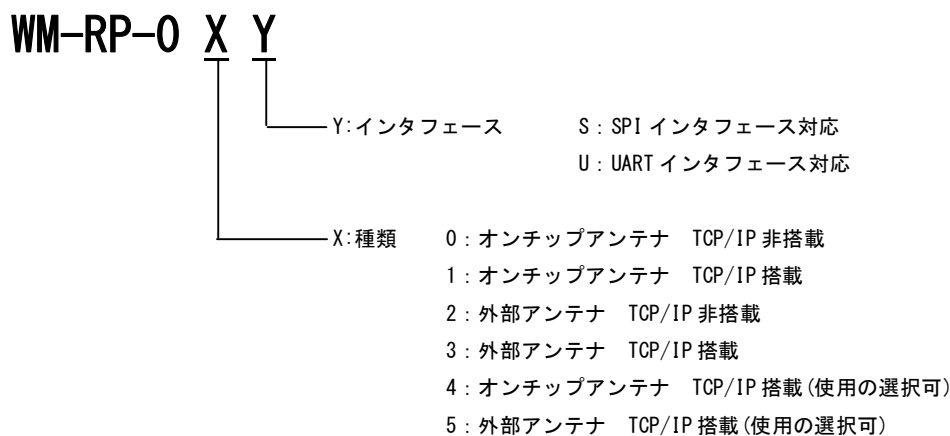 WM-RP-0 X Y
Y:インタフェース S:SPI インタフェース対応
U:UART インタフェース対応
X:種類 0:オンチップアンテナ TCP/IP 非搭載
1:オンチップアンテナ TCP/IP 搭載
2:外部アンテナ TCP/IP 非搭載
3:外部アンテナ TCP/IP 搭載
4:オンチップアンテナ TCP/IP 搭載(使用の選択可)
5:外部アンテナ TCP/IP 搭載(使用の選択可)